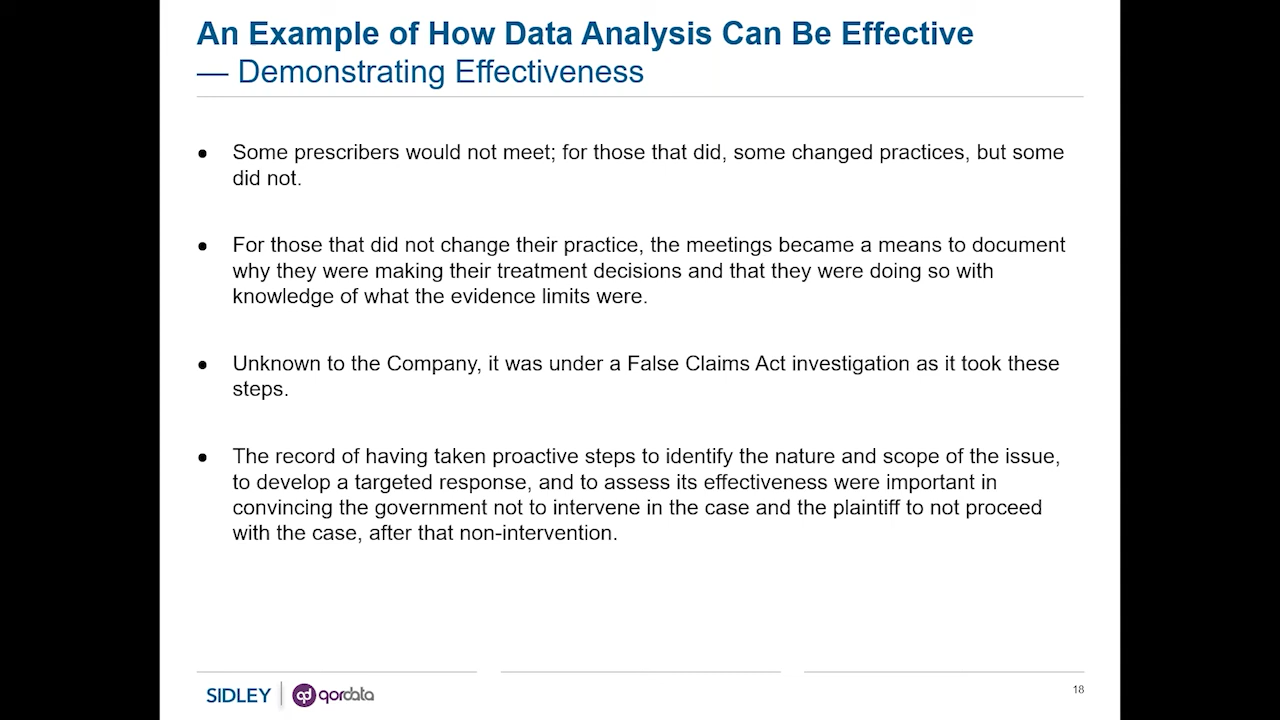 An Example of How Data Analysis Can Be Effective
— Demonstrating Effectiveness
• Some prescribers would not meet; for those that did, some changed practices, but some
did not.
• For those that did not change their practice, the meetings became a means to document
why they were making their treatment decisions and that they were doing so with
knowledge of what the evidence limits were.
• Unknown to the Company, it was under a False Claims Act investigation as it took these
steps.
• The record of having taken proactive steps to identify the nature and scope of the issue,
to develop a targeted response, and to assess its effectiveness were important in
convincing the government not to intervene in the case and the plaintiff to not proceed
with the case, after that non-intervention.
SIDLEY | qd qordata
18